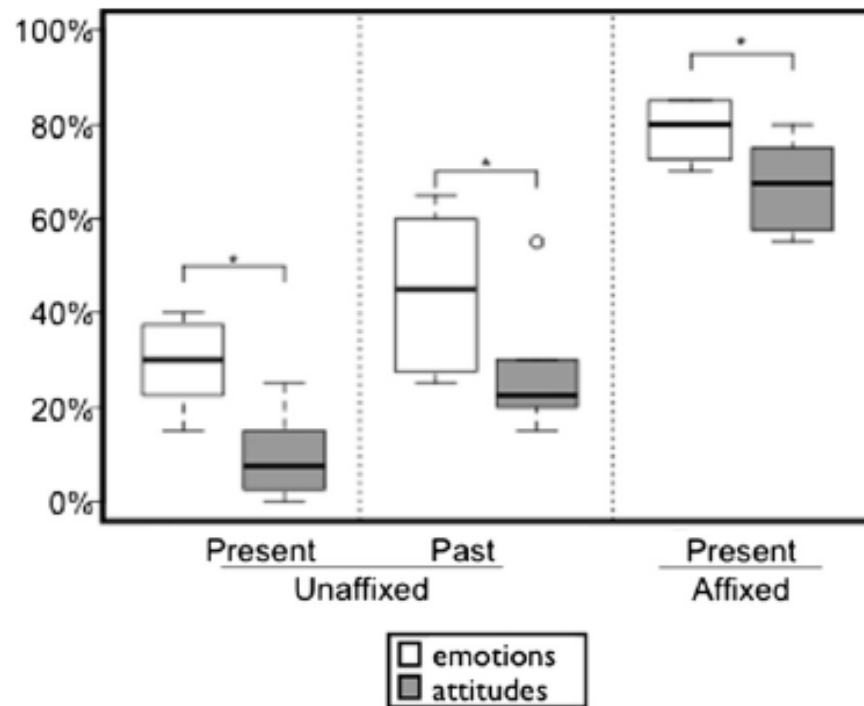 100%
80%
60%
40%
20%
0%
*
*
*
Present Past Present
Unaffixed Affixed
emotions
attitudes